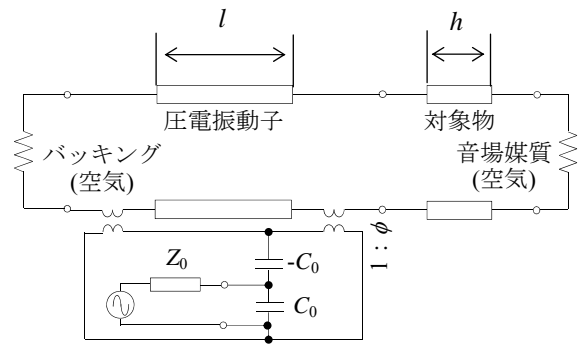 l
h
圧電振動子
対象物
バッキング
(空気)
音場媒質
(空気)
Z₀
-C₀
C₀
1 : φ